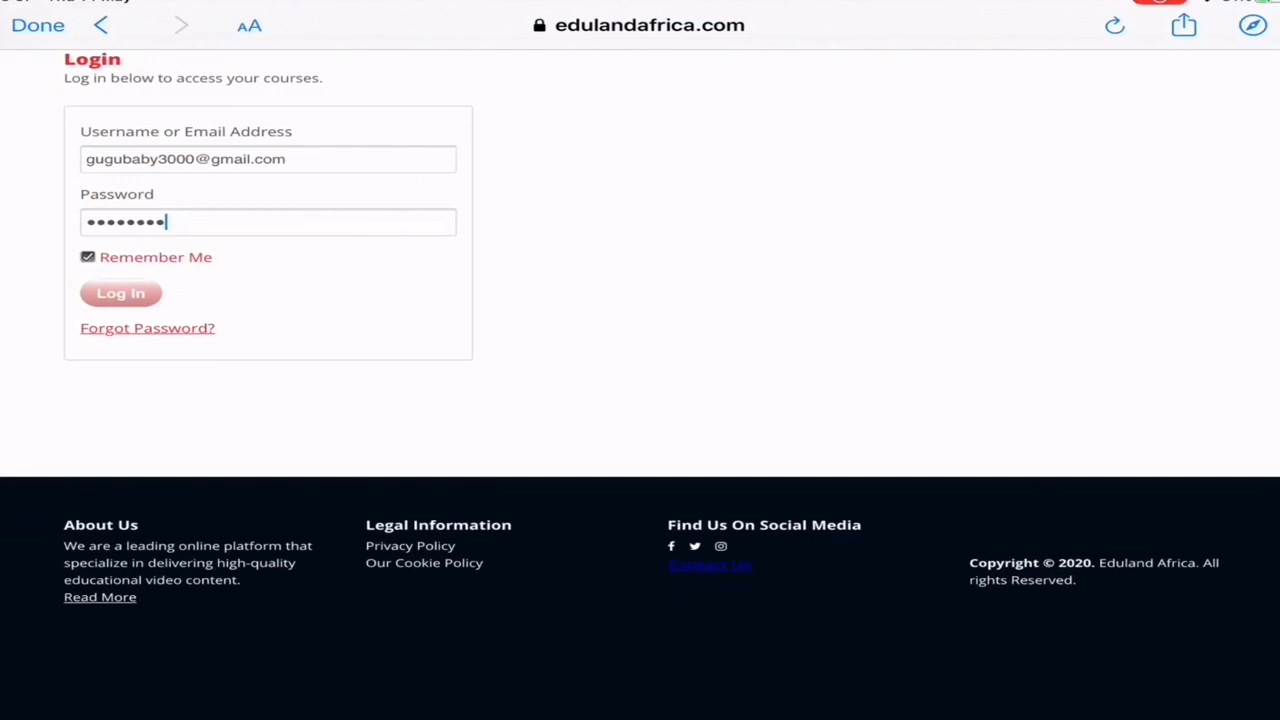 Done
AA
edulandafrica.com
Login
Log in below to access your courses.
Username or Email Address
gugubaby3000@gmail.com
Password
••••••••
Remember Me
Log In
Forgot Password?
About Us
We are a leading online platform that
specialize in delivering high-quality
educational video content.
Read More
Legal Information
Privacy Policy
Our Cookie Policy
Find Us On Social Media
Contact Us
Copyright © 2020. Eduland Africa. All
rights Reserved.